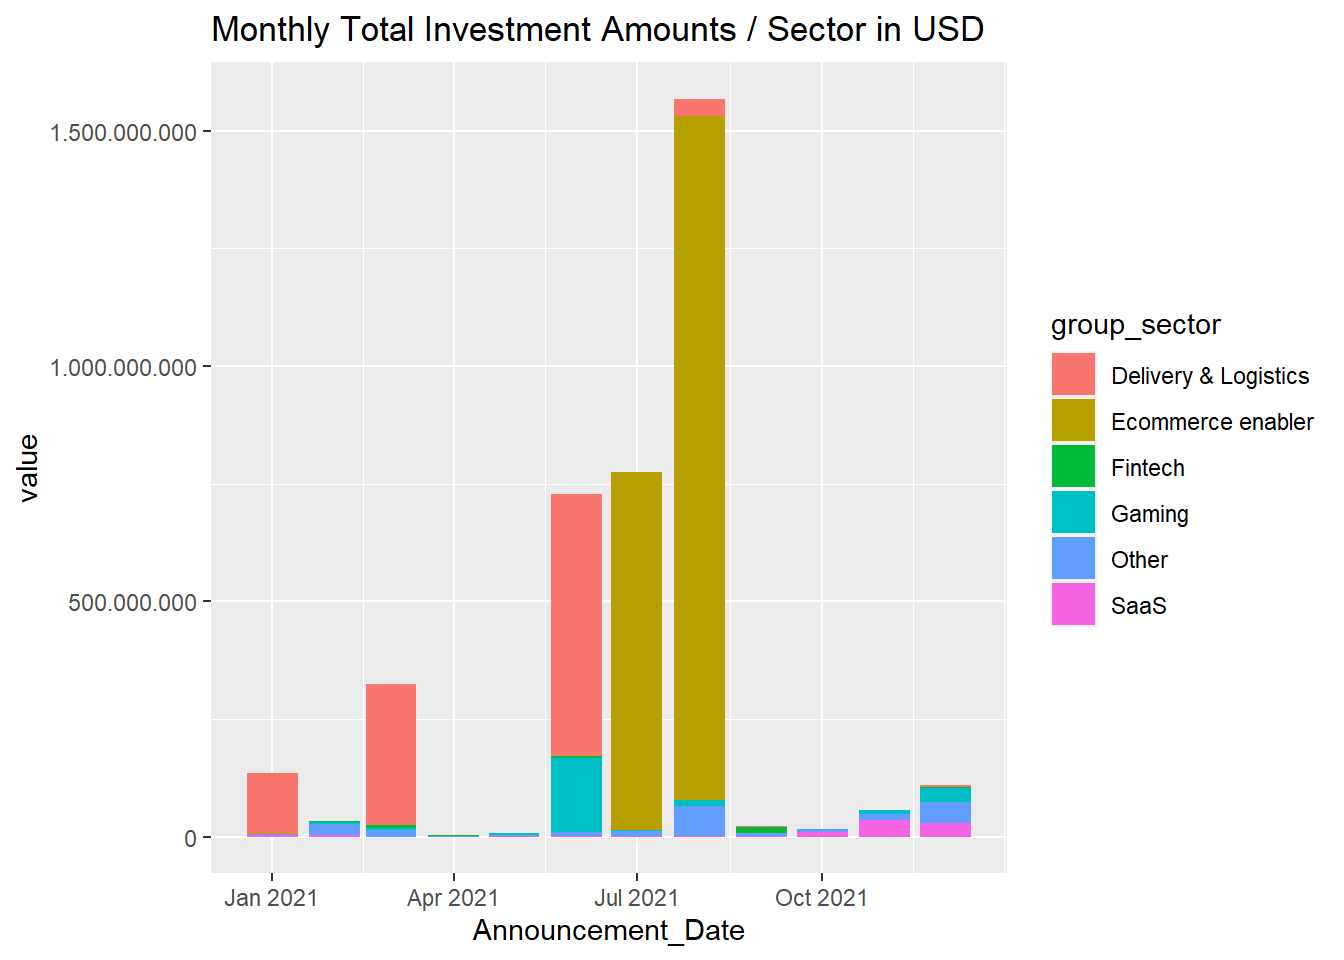 Monthly Total Investment Amounts / Sector in USD
1.500.000.000
1.000.000.000
500.000.000
0
value
Jan 2021 Apr 2021 Jul 2021 Oct 2021
Announcement_Date
group_sector
Delivery & Logistics
Ecommerce enabler
Fintech
Gaming
Other
SaaS